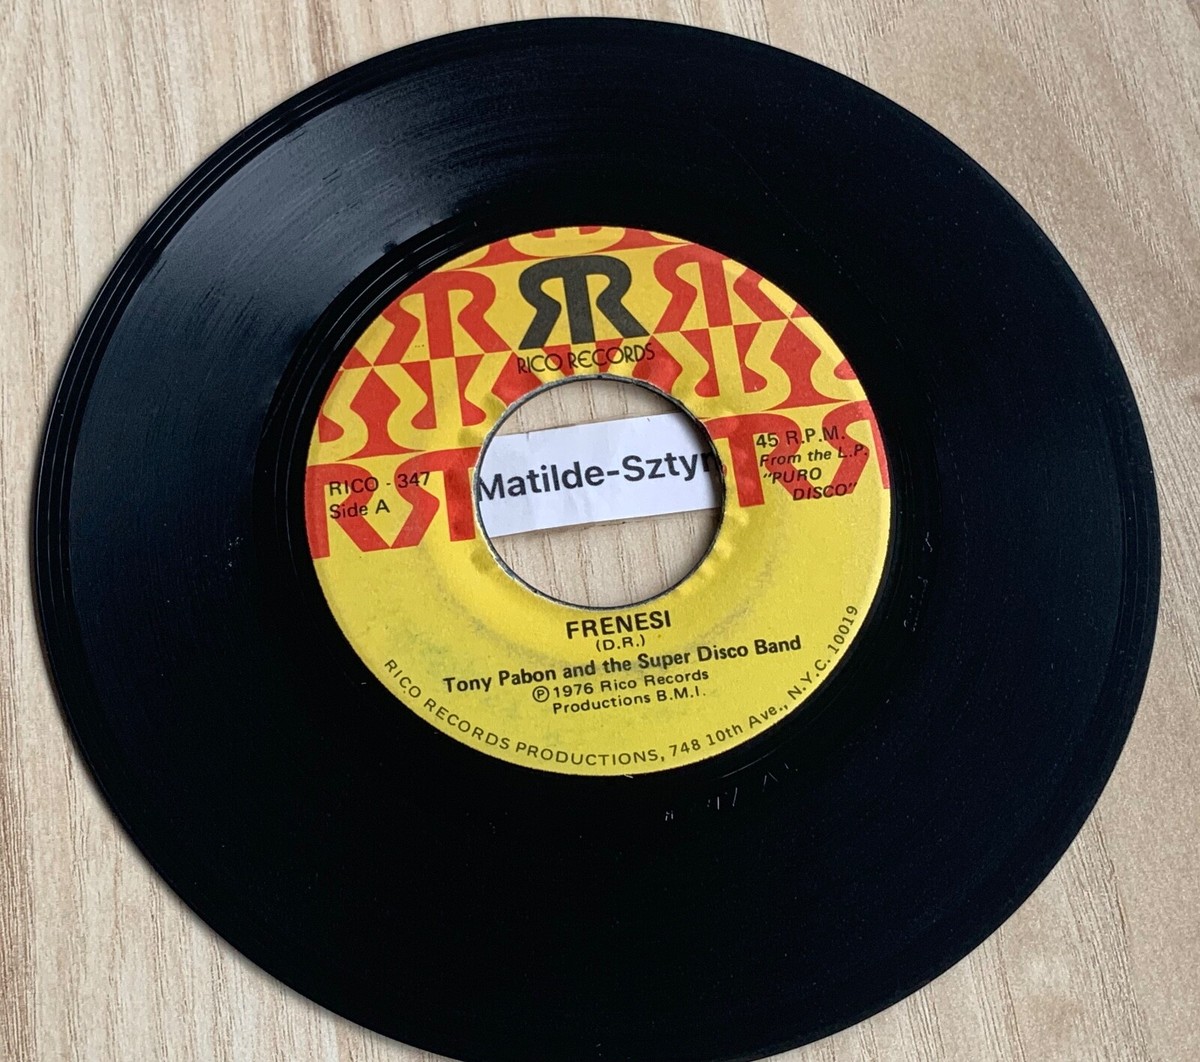 RICO RECORDS
45 R.P.M.
From the L.P.
"PURO
DISCO"
RICO - 347
Side A
Matilde-Sztyr
FRENESI
(D.R.)
Tony Pabon and the Super Disco Band
℗ 1976 Rico Records
Productions B.M.I.
RICO RECORDS PRODUCTIONS, 748 10th Ave., N.Y.C. 10019